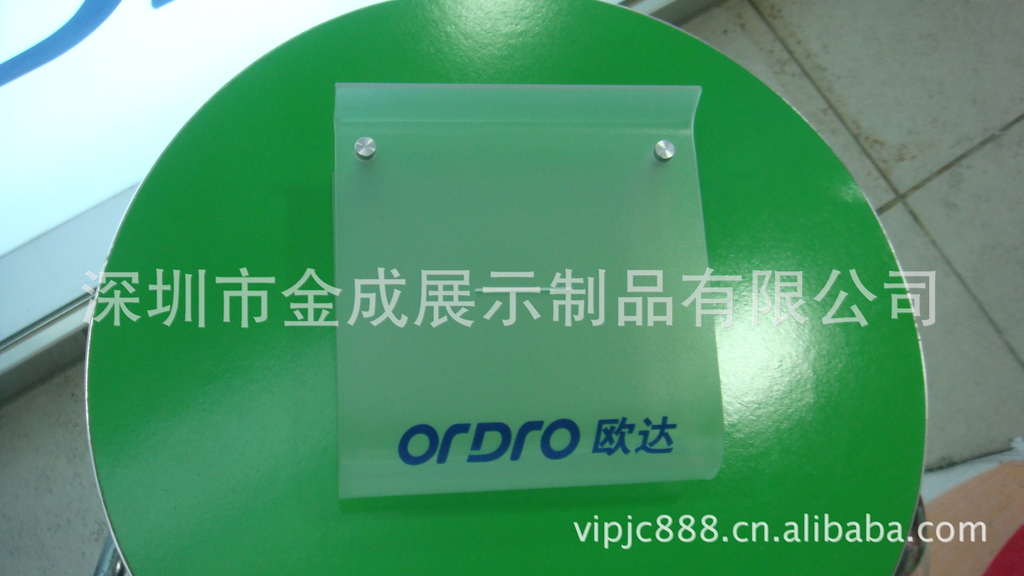 深圳市金成展示制品有限公司
ordro 欧达
vipjc888.cn.alibaba.com